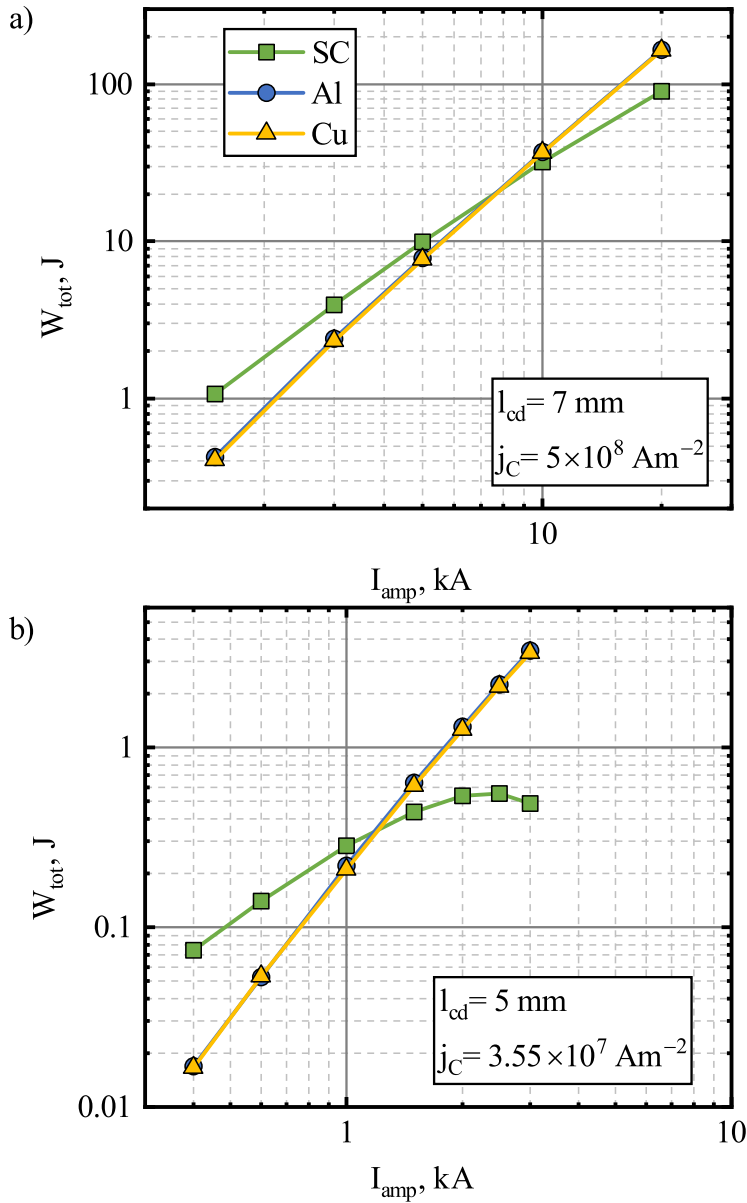 a)
SC
Al
Cu
100
10
1
W_tot, J
l_cd= 7 mm
j_C= 5×10^8 Am^−2
10
I_amp, kA
b)
1
0.1
0.01
W_tot, J
l_cd= 5 mm
j_C= 3.55×10^7 Am^−2
1
10
I_amp, kA